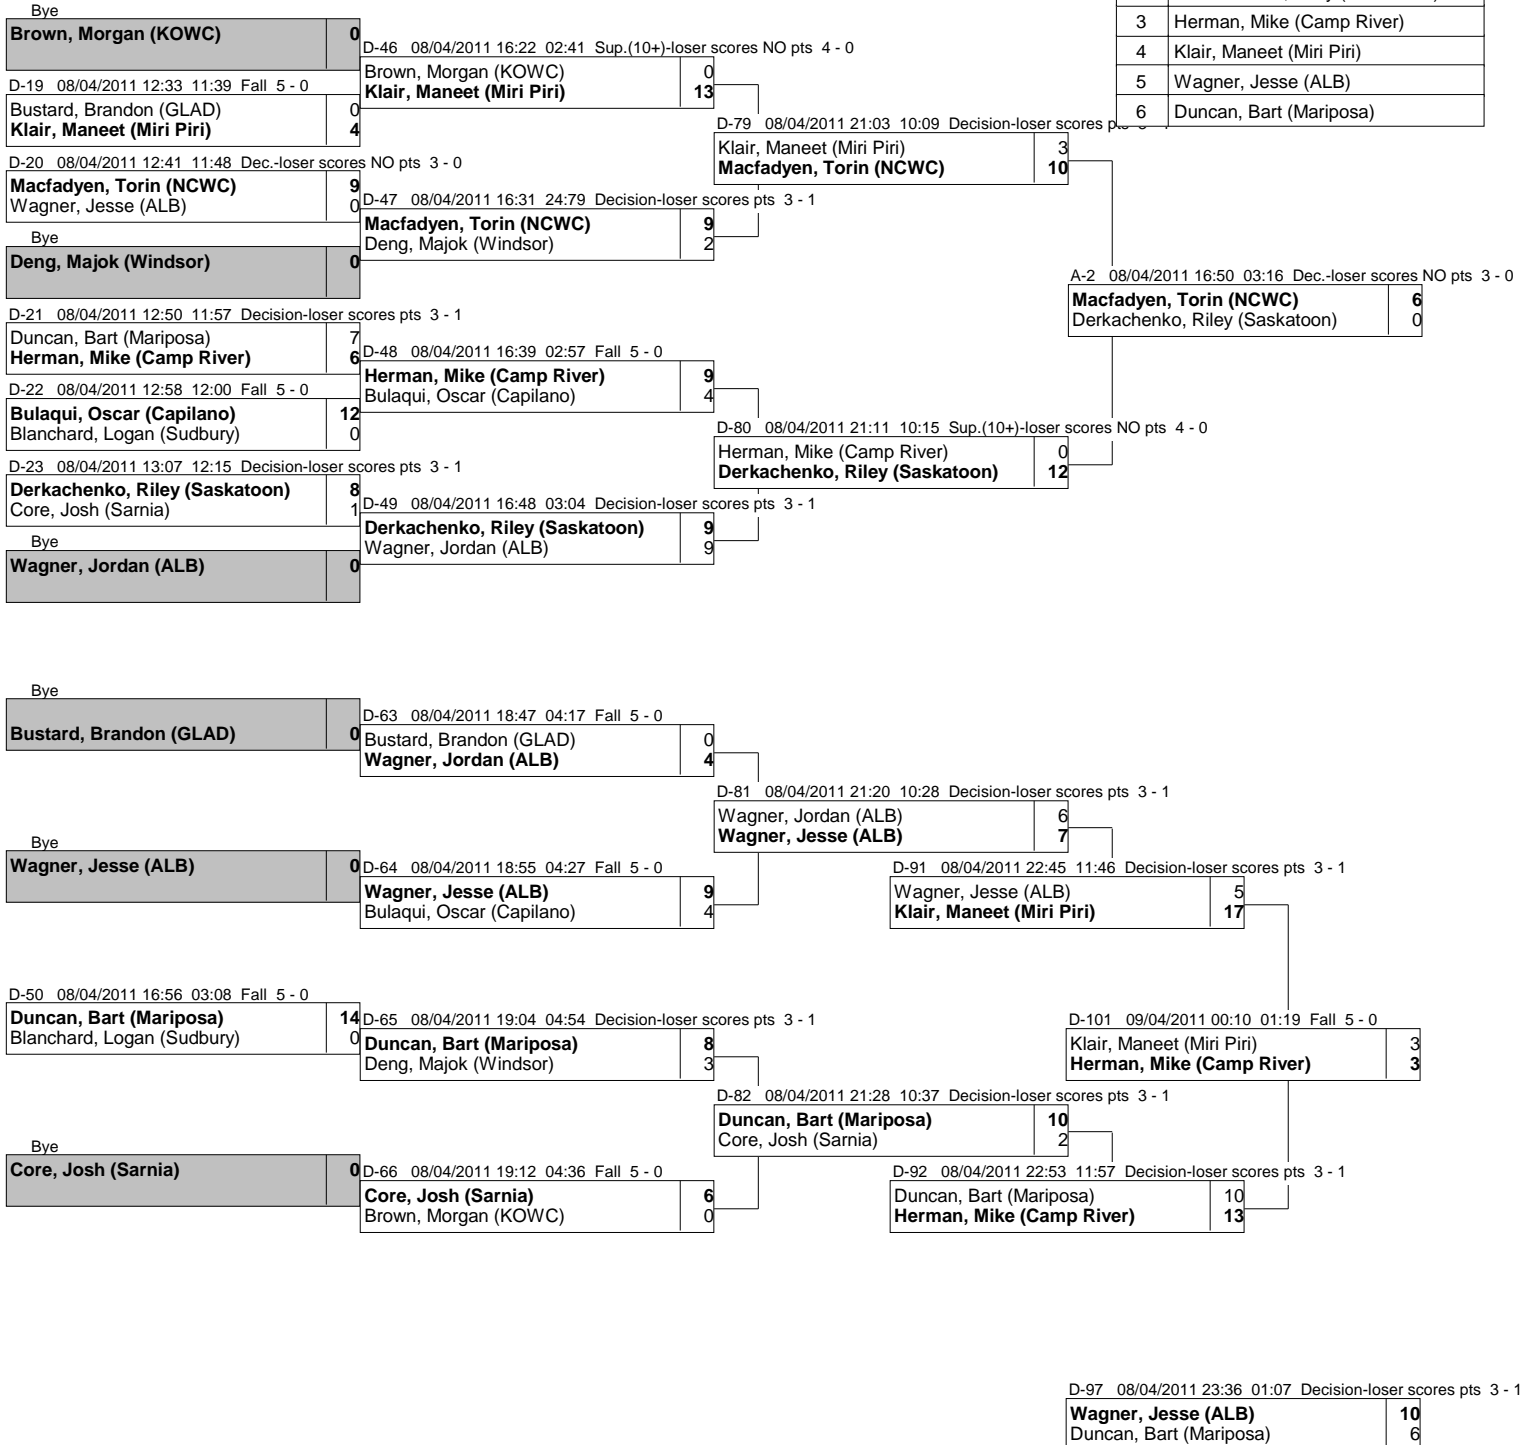 3 Herman, Mike (Camp River)
4 Klair, Maneet (Miri Piri)
5 Wagner, Jesse (ALB)
6 Duncan, Bart (Mariposa)
Bye
Brown, Morgan (KOWC) 0
D-19 08/04/2011 12:33 11:39 Fall 5 - 0
Bustard, Brandon (GLAD) 0
Klair, Maneet (Miri Piri) 4
D-20 08/04/2011 12:41 11:48 Dec.-loser scores NO pts 3 - 0
Macfadyen, Torin (NCWC) 9
Wagner, Jesse (ALB) 0
Bye
Deng, Majok (Windsor) 0
D-21 08/04/2011 12:50 11:57 Decision-loser scores pts 3 - 1
Duncan, Bart (Mariposa) 7
Herman, Mike (Camp River) 6
D-22 08/04/2011 12:58 12:00 Fall 5 - 0
Bulaqui, Oscar (Capilano) 12
Blanchard, Logan (Sudbury) 0
D-23 08/04/2011 13:07 12:15 Decision-loser scores pts 3 - 1
Derkachenko, Riley (Saskatoon) 8
Core, Josh (Sarnia) 1
Bye
Wagner, Jordan (ALB) 0
D-46 08/04/2011 16:22 02:41 Sup.(10+)-loser scores NO pts 4 - 0
Brown, Morgan (KOWC) 0
Klair, Maneet (Miri Piri) 13
D-47 08/04/2011 16:31 24:79 Decision-loser scores pts 3 - 1
Macfadyen, Torin (NCWC) 9
Deng, Majok (Windsor) 2
D-48 08/04/2011 16:39 02:57 Fall 5 - 0
Herman, Mike (Camp River) 9
Bulaqui, Oscar (Capilano) 4
D-49 08/04/2011 16:48 03:04 Decision-loser scores pts 3 - 1
Derkachenko, Riley (Saskatoon) 9
Wagner, Jordan (ALB) 9
D-79 08/04/2011 21:03 10:09 Decision-loser scores
Klair, Maneet (Miri Piri) 3
Macfadyen, Torin (NCWC) 10
D-80 08/04/2011 21:11 10:15 Sup.(10+)-loser scores NO pts 4 - 0
Herman, Mike (Camp River) 0
Derkachenko, Riley (Saskatoon) 12
A-2 08/04/2011 16:50 03:16 Dec.-loser scores NO pts 3 - 0
Macfadyen, Torin (NCWC) 6
Derkachenko, Riley (Saskatoon) 0
Bye
Bustard, Brandon (GLAD) 0
Bye
Wagner, Jesse (ALB) 0
D-50 08/04/2011 16:56 03:08 Fall 5 - 0
Duncan, Bart (Mariposa) 14
Blanchard, Logan (Sudbury) 0
Bye
Core, Josh (Sarnia) 0
D-63 08/04/2011 18:47 04:17 Fall 5 - 0
Bustard, Brandon (GLAD) 0
Wagner, Jordan (ALB) 4
D-64 08/04/2011 18:55 04:27 Fall 5 - 0
Wagner, Jesse (ALB) 9
Bulaqui, Oscar (Capilano) 4
D-65 08/04/2011 19:04 04:54 Decision-loser scores pts 3 - 1
Duncan, Bart (Mariposa) 8
Deng, Majok (Windsor) 3
D-66 08/04/2011 19:12 04:36 Fall 5 - 0
Core, Josh (Sarnia) 6
Brown, Morgan (KOWC) 0
D-81 08/04/2011 21:20 10:28 Decision-loser scores pts 3 - 1
Wagner, Jordan (ALB) 6
Wagner, Jesse (ALB) 7
D-82 08/04/2011 21:28 10:37 Decision-loser scores pts 3 - 1
Duncan, Bart (Mariposa) 10
Core, Josh (Sarnia) 2
D-91 08/04/2011 22:45 11:46 Decision-loser scores pts 3 - 1
Wagner, Jesse (ALB) 5
Klair, Maneet (Miri Piri) 17
D-92 08/04/2011 22:53 11:57 Decision-loser scores pts 3 - 1
Duncan, Bart (Mariposa) 10
Herman, Mike (Camp River) 13
D-101 09/04/2011 00:10 01:19 Fall 5 - 0
Klair, Maneet (Miri Piri) 3
Herman, Mike (Camp River) 3
D-97 08/04/2011 23:36 01:07 Decision-loser scores pts 3 - 1
Wagner, Jesse (ALB) 10
Duncan, Bart (Mariposa) 6